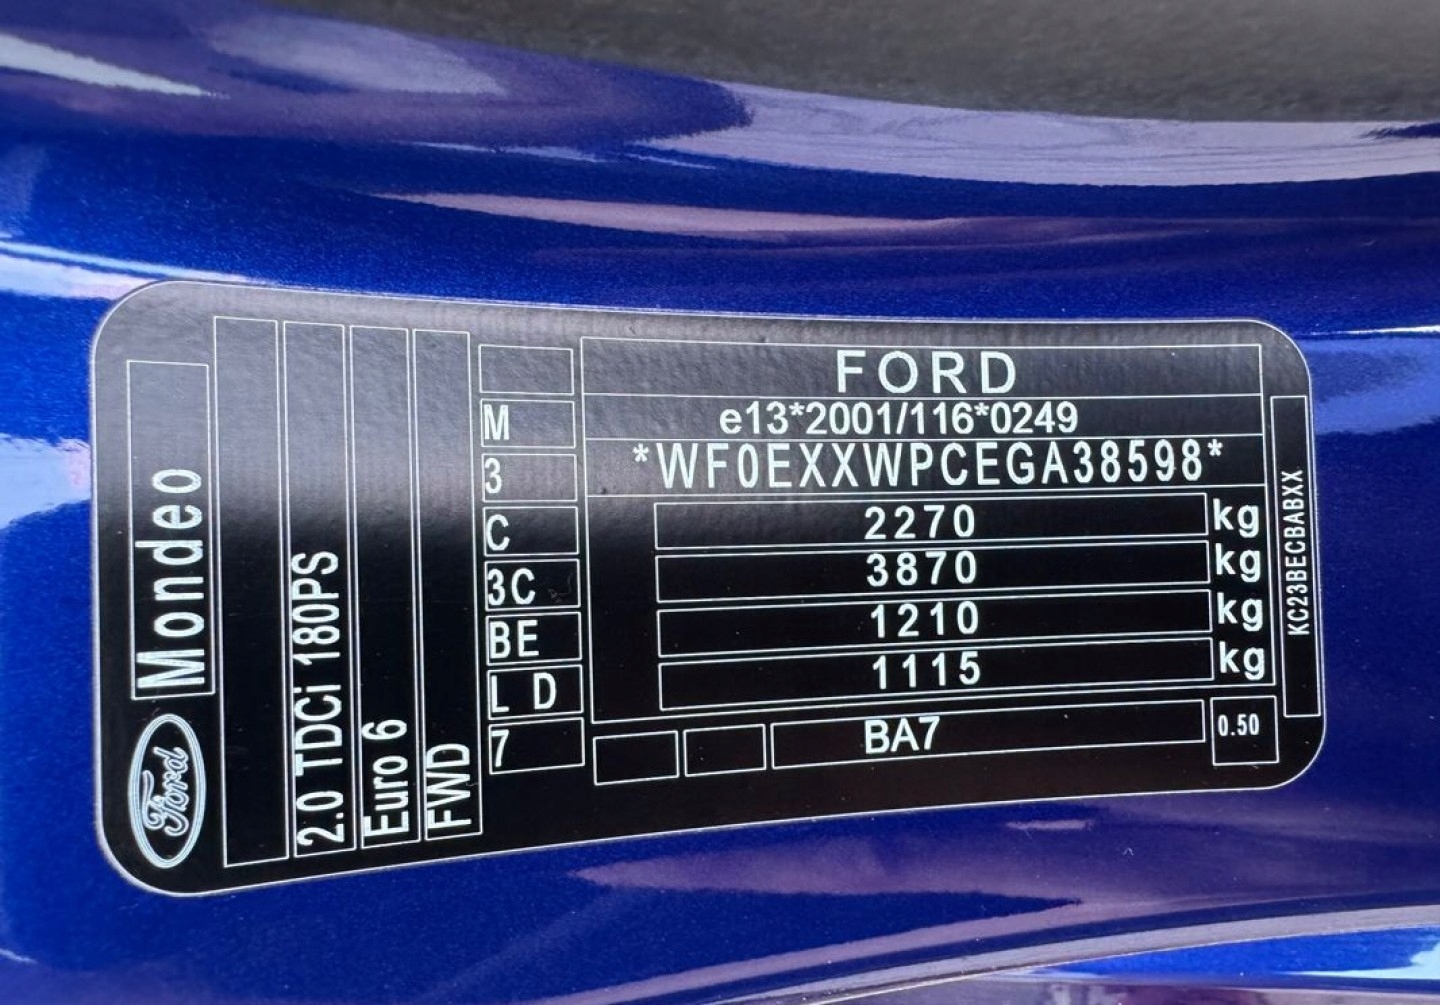 Ford
Mondeo
2.0 TDCi 180PS
Euro 6
FWD
M
3
C
3C
BE
L D
7
FORD
e13*2001/116*0249
*WF0EXXWPCEGA38598*
2270 kg
3870 kg
1210 kg
1115 kg
BA7
0.50
KC23BECBABXX